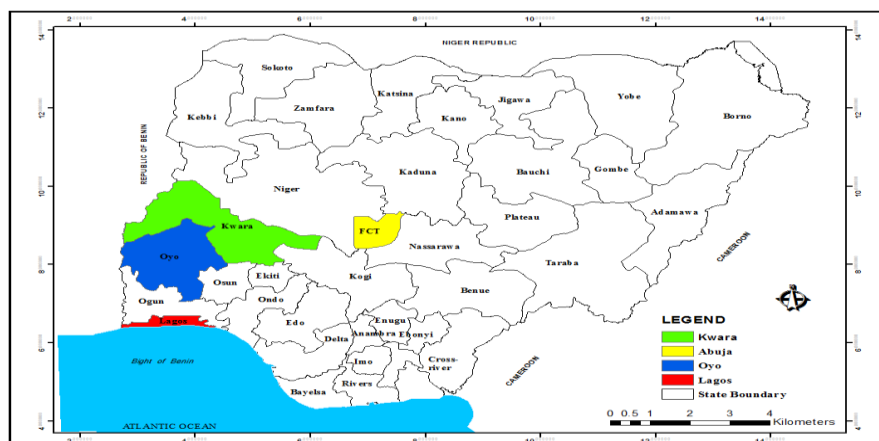 NIGER REPUBLIC
Sokoto
Katsina
Jigawa
Yobe
Zamfara
Kano
Borno
Kebbi
REPUBLIC OF BENIN
Kaduna
Bauchi
Gombe
Niger
Adamawa
Plateau
Kwara
FCT
Nassarawa
CAMEROON
Oyo
Taraba
Ekiti
Kogi
Osun
Benue
Ogun
Ondo
Lagos
Edo
Enugu
Anambra
Ebonyi
Delta
Bight of Benin
Imo
Cross-
river
CAMEROON
Rivers
Bayelsa
ATLANTIC OCEAN
LEGEND
Kwara
Abuja
Oyo
Lagos
State Boundary
0 0.5 1 2 3 4
Kilometers